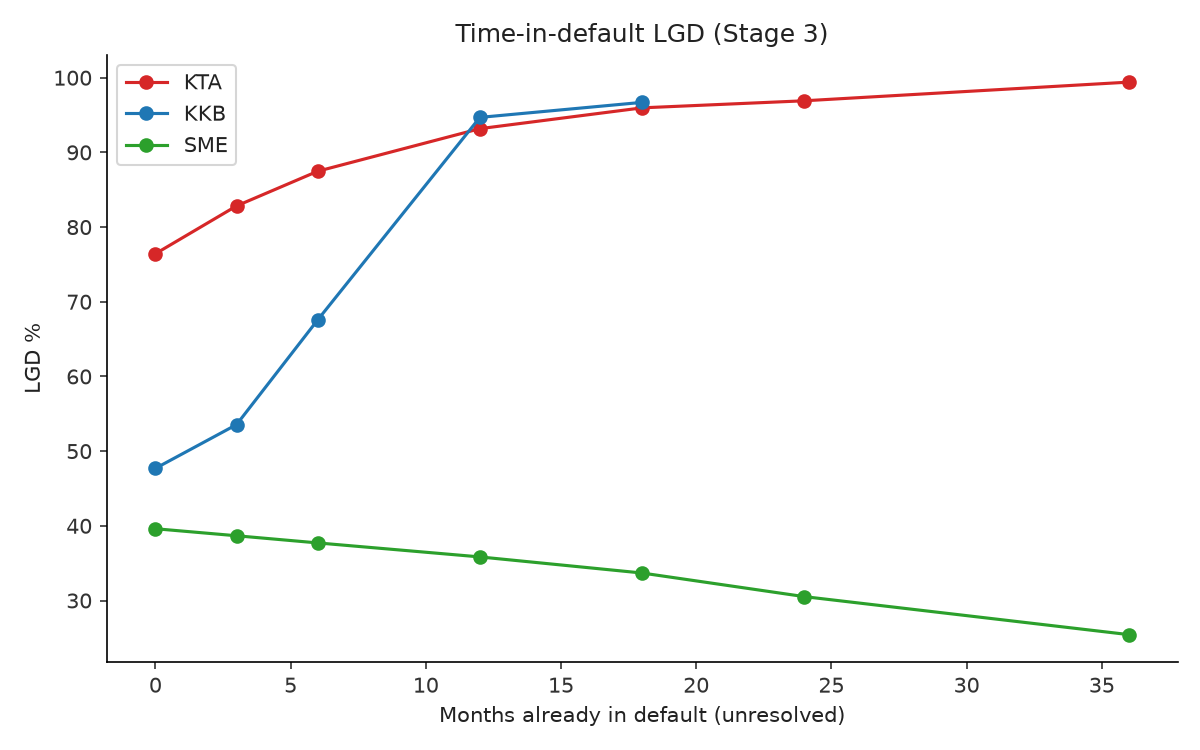 Time-in-default LGD (Stage 3)
KTA
KKB
SME
100
90
80
70
60
50
40
30
LGD %
0 5 10 15 20 25 30 35
Months already in default (unresolved)